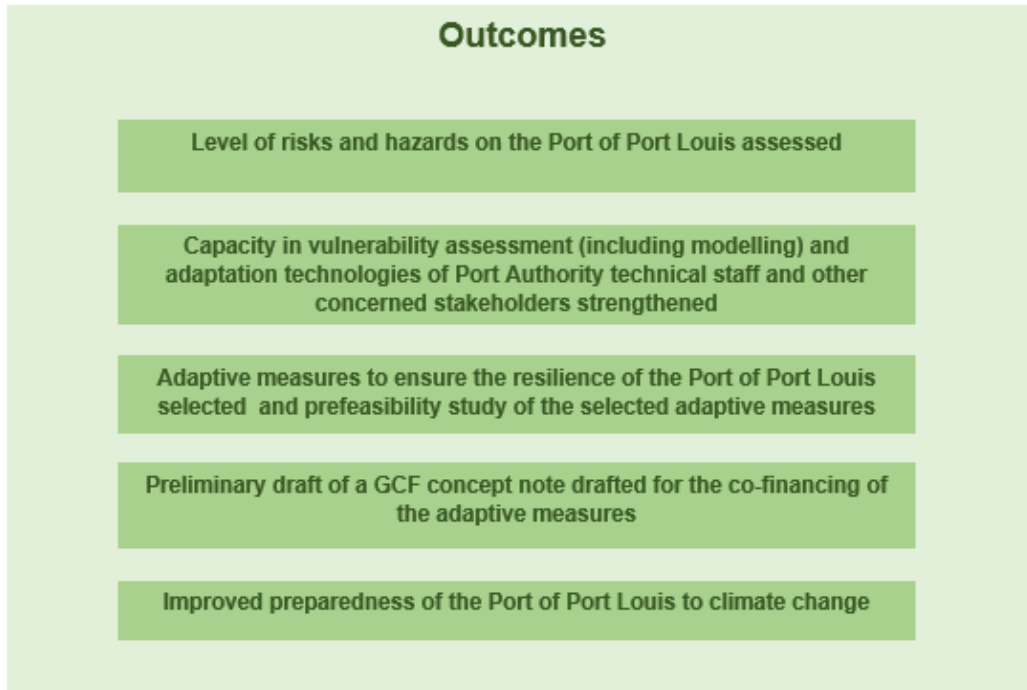 Outcomes
Level of risks and hazards on the Port of Port Louis assessed
Capacity in vulnerability assessment (including modelling) and
adaptation technologies of Port Authority technical staff and other
concerned stakeholders strengthened
Adaptive measures to ensure the resilience of the Port of Port Louis
selected  and prefeasibility study of the selected adaptive measures
Preliminary draft of a GCF concept note drafted for the co-financing of
the adaptive measures
Improved preparedness of the Port of Port Louis to climate change